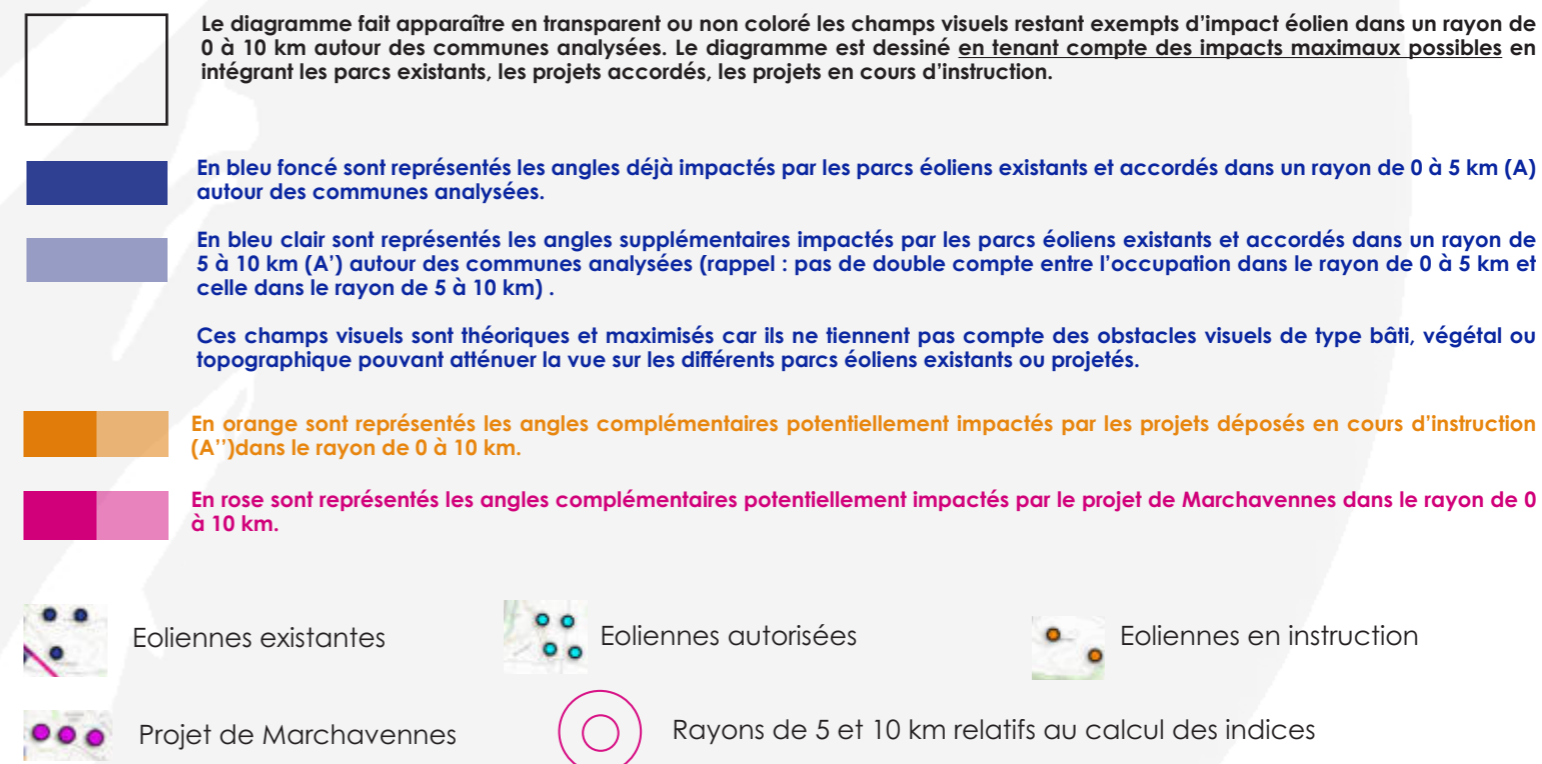 Le diagramme fait apparaître en transparent ou non coloré les champs visuels restant exempts d'impact éolien dans un rayon de
0 à 10 km autour des communes analysées. Le diagramme est dessiné en tenant compte des impacts maximaux possibles en
intégrant les parcs existants, les projets accordés, les projets en cours d'instruction.
En bleu foncé sont représentés les angles déjà impactés par les parcs éoliens existants et accordés dans un rayon de 0 à 5 km (A)
autour des communes analysées.
En bleu clair sont représentés les angles supplémentaires impactés par les parcs éoliens existants et accordés dans un rayon de
5 à 10 km (A') autour des communes analysées (rappel : pas de double compte entre l'occupation dans le rayon de 0 à 5 km et
celle dans le rayon de 5 à 10 km) .
Ces champs visuels sont théoriques et maximisés car ils ne tiennent pas compte des obstacles visuels de type bâti, végétal ou
topographique pouvant atténuer la vue sur les différents parcs éoliens existants ou projetés.
En orange sont représentés les angles complémentaires potentiellement impactés par les projets déposés en cours d'instruction
(A'')dans le rayon de 0 à 10 km.
En rose sont représentés les angles complémentaires potentiellement impactés par le projet de Marchavennes dans le rayon de 0
à 10 km.
Eoliennes existantes
Eoliennes autorisées
Eoliennes en instruction
Projet de Marchavennes
Rayons de 5 et 10 km relatifs au calcul des indices